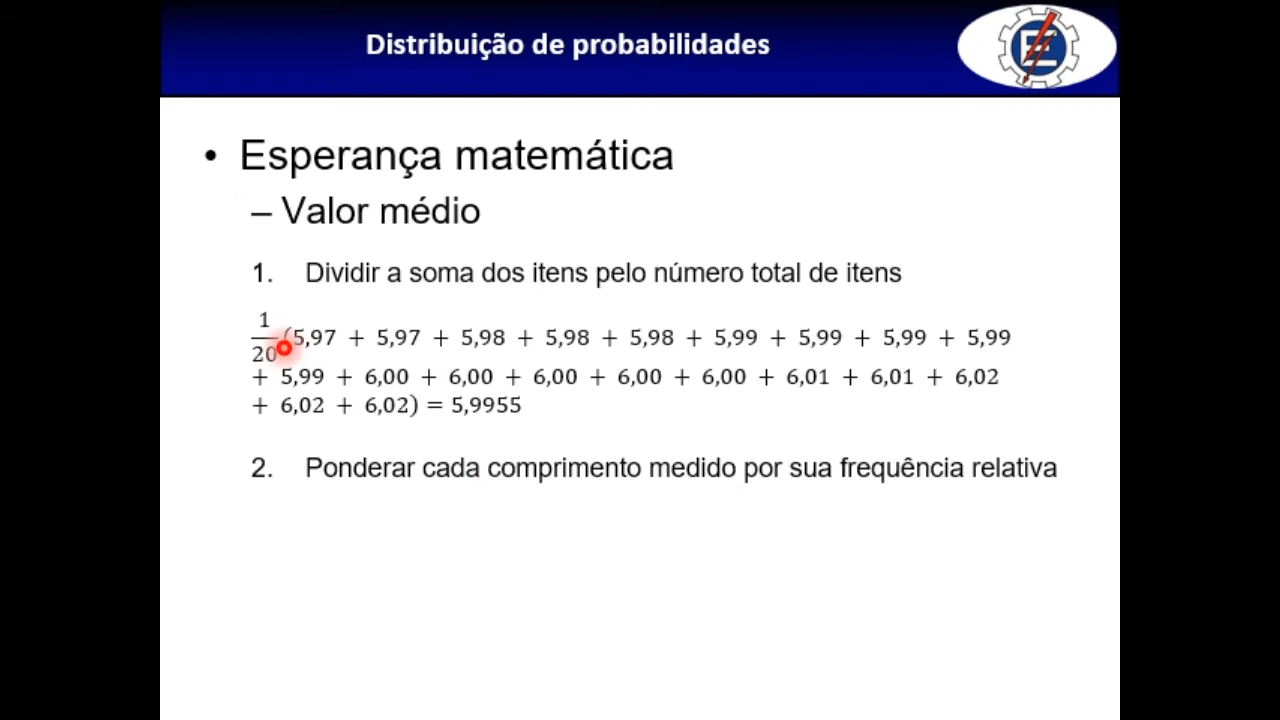 Distribuição de probabilidades
• Esperança matemática
– Valor médio
1. Dividir a soma dos itens pelo número total de itens
1/20 (5,97 + 5,97 + 5,98 + 5,98 + 5,98 + 5,99 + 5,99 + 5,99 + 5,99
+ 5,99 + 6,00 + 6,00 + 6,00 + 6,00 + 6,00 + 6,01 + 6,01 + 6,02
+ 6,02 + 6,02) = 5,9955
2. Ponderar cada comprimento medido por sua frequência relativa